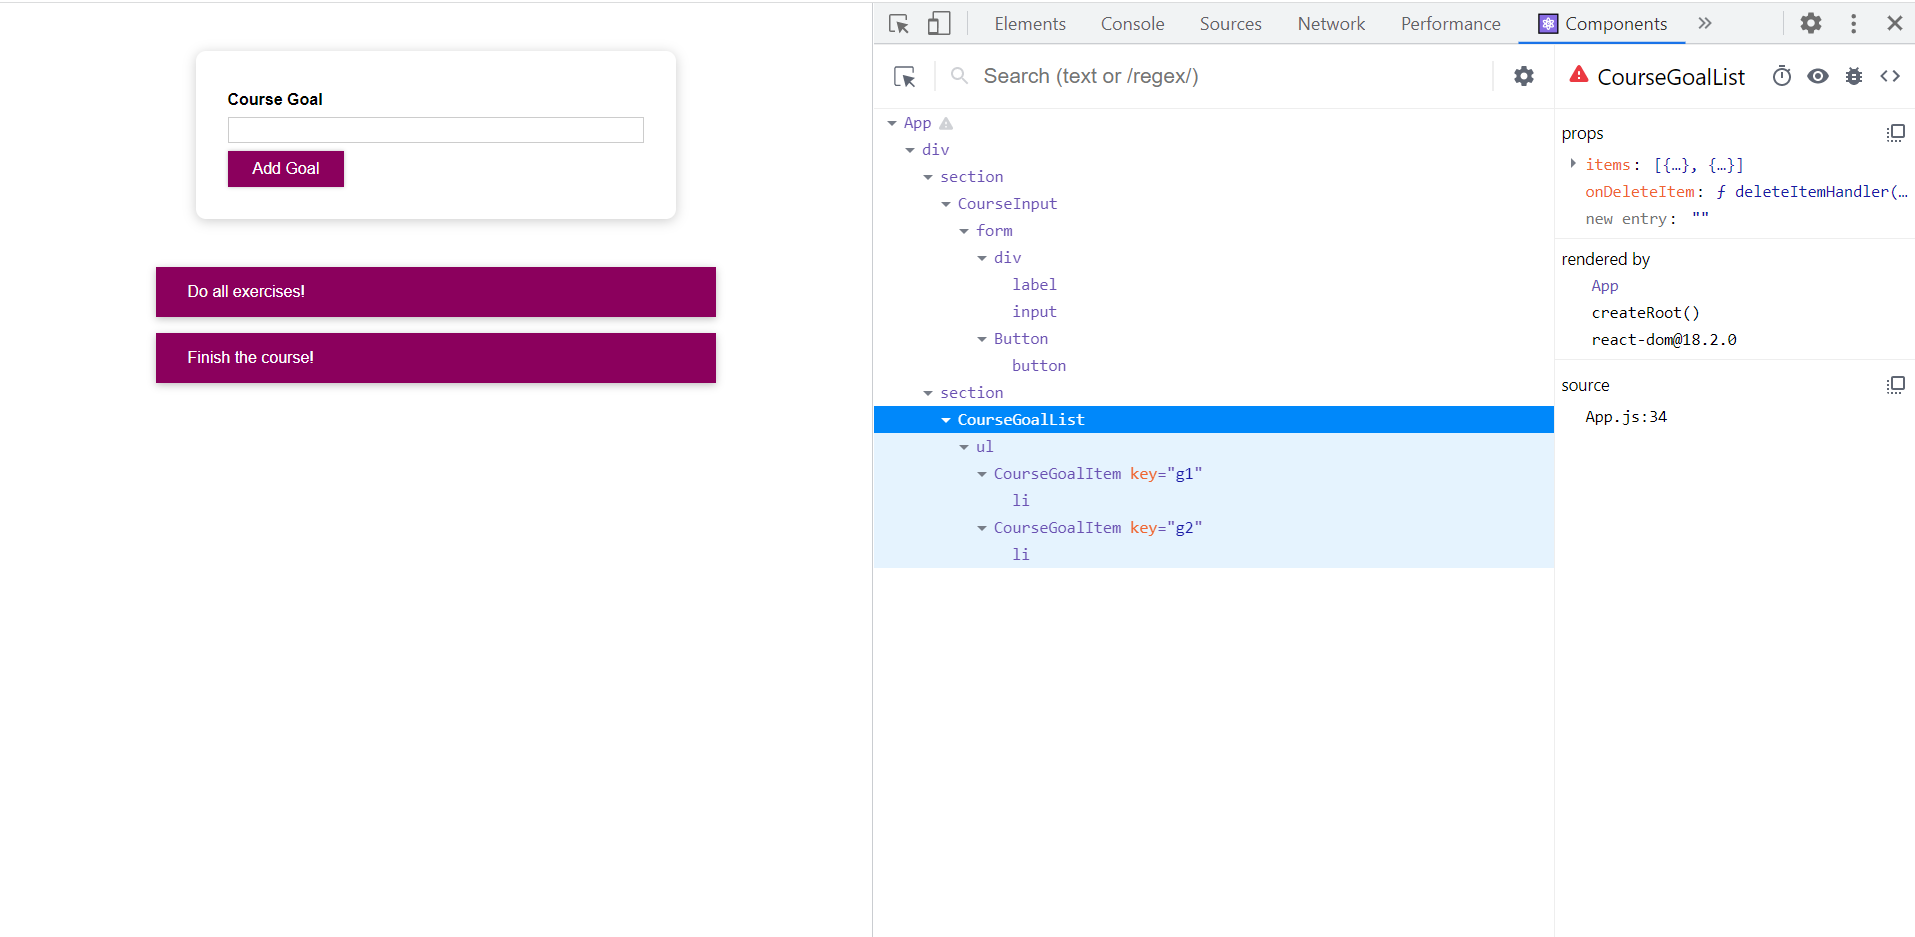 Course Goal
Add Goal
Do all exercises!
Finish the course!
Elements Console Sources Network Performance Components »
Search (text or /regex/)
App
div
section
CourseInput
form
div
label
input
Button
button
section
CourseGoalList
ul
CourseGoalItem key="g1"
li
CourseGoalItem key="g2"
li
CourseGoalList
props
items: [{…}, {…}]
onDeleteItem: ƒ deleteItemHandler(…
new entry: ""
rendered by
App
createRoot()
react-dom@18.2.0
source
App.js:34